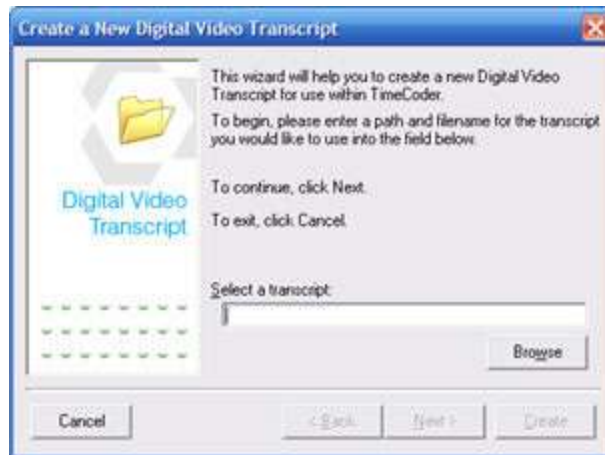 Create a New Digital Video Transcript
This wizard will help you to create a new Digital Video
Transcript for use within TimeCoder.
To begin, please enter a path and filename for the transcript
you would like to use into the field below.
Digital Video
Transcript
To continue, click Next.
To exit, click Cancel.
Select a transcript:
Browse
Cancel
< Back
Next >
Create